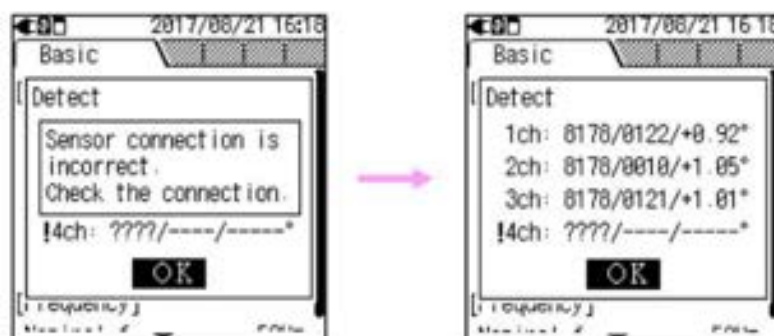 2017/08/21 16:18
Basic
Detect
Sensor connection is
incorrect.
Check the connection.
!4ch: ????/----/-----°
OK
[Frequency]
2017/08/21 16 18
Basic
Detect
1ch: 8178/0122/+0.92°
2ch: 8178/0010/+1.05°
3ch: 8178/0121/+1.01°
!4ch: ????/----/-----°
OK
[Frequency]